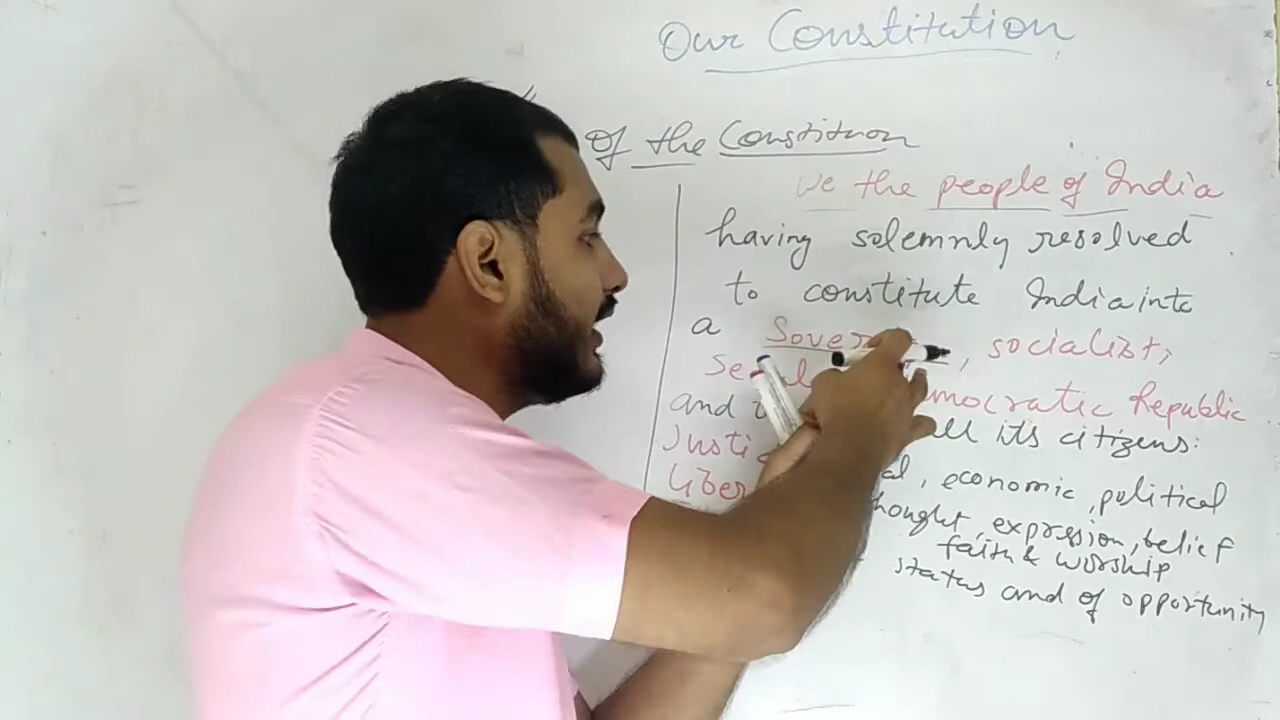 Our Constitution
of the Constitution
We the people of India
having solemnly resolved
to constitute India into
a , socialist,
Republic
and all its citizens:
, economic, political
expression, belief
faith & worship
status and of opportunity